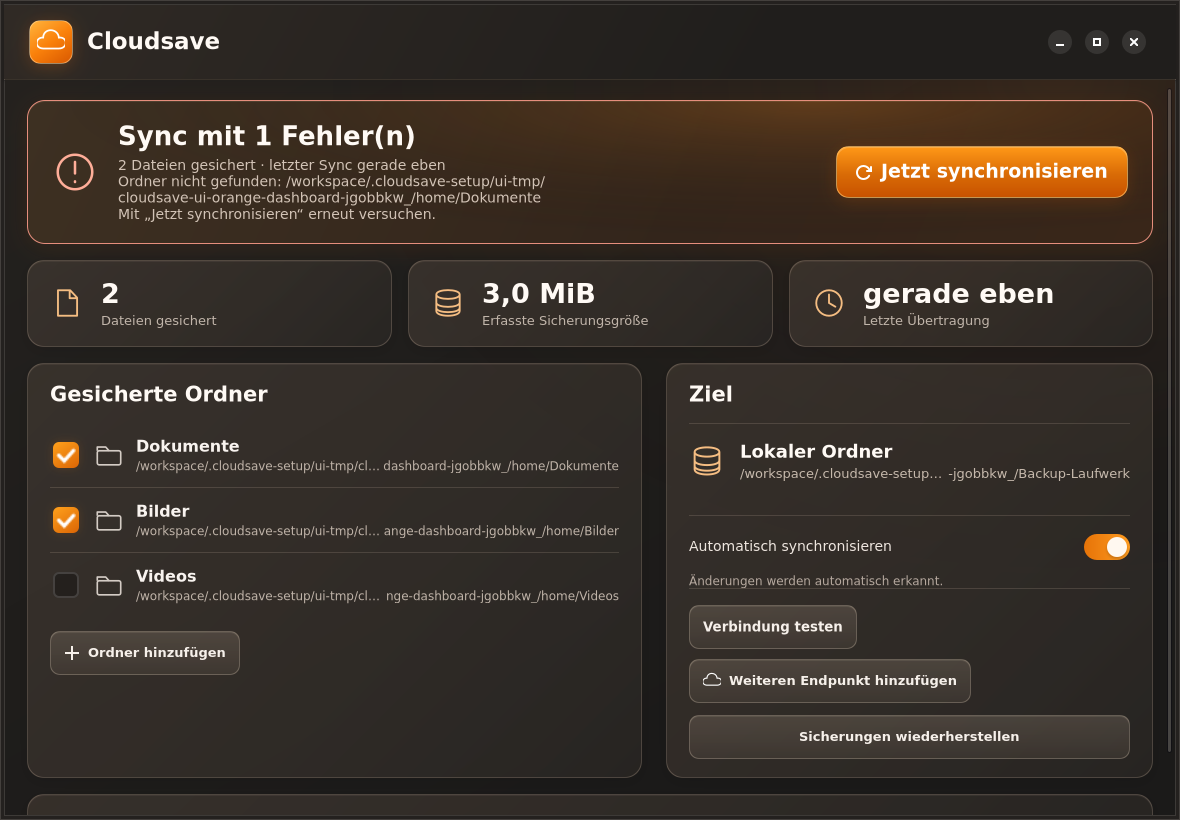 Cloudsave
Sync mit 1 Fehler(n)
2 Dateien gesichert · letzter Sync gerade eben
Ordner nicht gefunden: /workspace/.cloudsave-setup/ui-tmp/
cloudsave-ui-orange-dashboard-jgobbkw_/home/Dokumente
Mit „Jetzt synchronisieren“ erneut versuchen.
Jetzt synchronisieren
2
Dateien gesichert
3,0 MiB
Erfasste Sicherungsgröße
gerade eben
Letzte Übertragung
Gesicherte Ordner
Dokumente
/workspace/.cloudsave-setup/ui-tmp/cl… dashboard-jgobbkw_/home/Dokumente
Bilder
/workspace/.cloudsave-setup/ui-tmp/cl… ange-dashboard-jgobbkw_/home/Bilder
Videos
/workspace/.cloudsave-setup/ui-tmp/cl… nge-dashboard-jgobbkw_/home/Videos
Ordner hinzufügen
Ziel
Lokaler Ordner
/workspace/.cloudsave-setup… -jgobbkw_/Backup-Laufwerk
Automatisch synchronisieren
Änderungen werden automatisch erkannt.
Verbindung testen
Weiteren Endpunkt hinzufügen
Sicherungen wiederherstellen